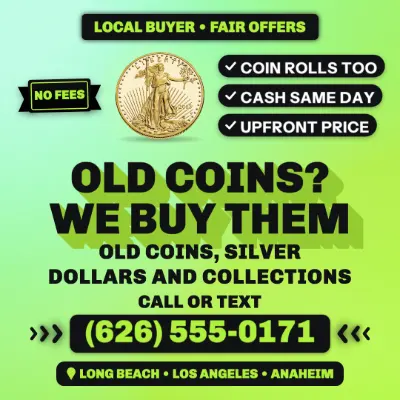 LOCAL BUYER • FAIR OFFERS
NO FEES
COIN ROLLS TOO
CASH SAME DAY
UPFRONT PRICE
OLD COINS?
WE BUY THEM
OLD COINS, SILVER
DOLLARS AND COLLECTIONS
CALL OR TEXT
(626) 555-0171
LONG BEACH • LOS ANGELES • ANAHEIM